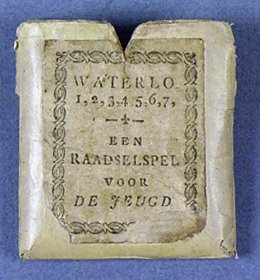 WATERLO
1,2,3,4,5,6,7,
EEN
RAADSELSPEL
VOOR
DE JEUGD